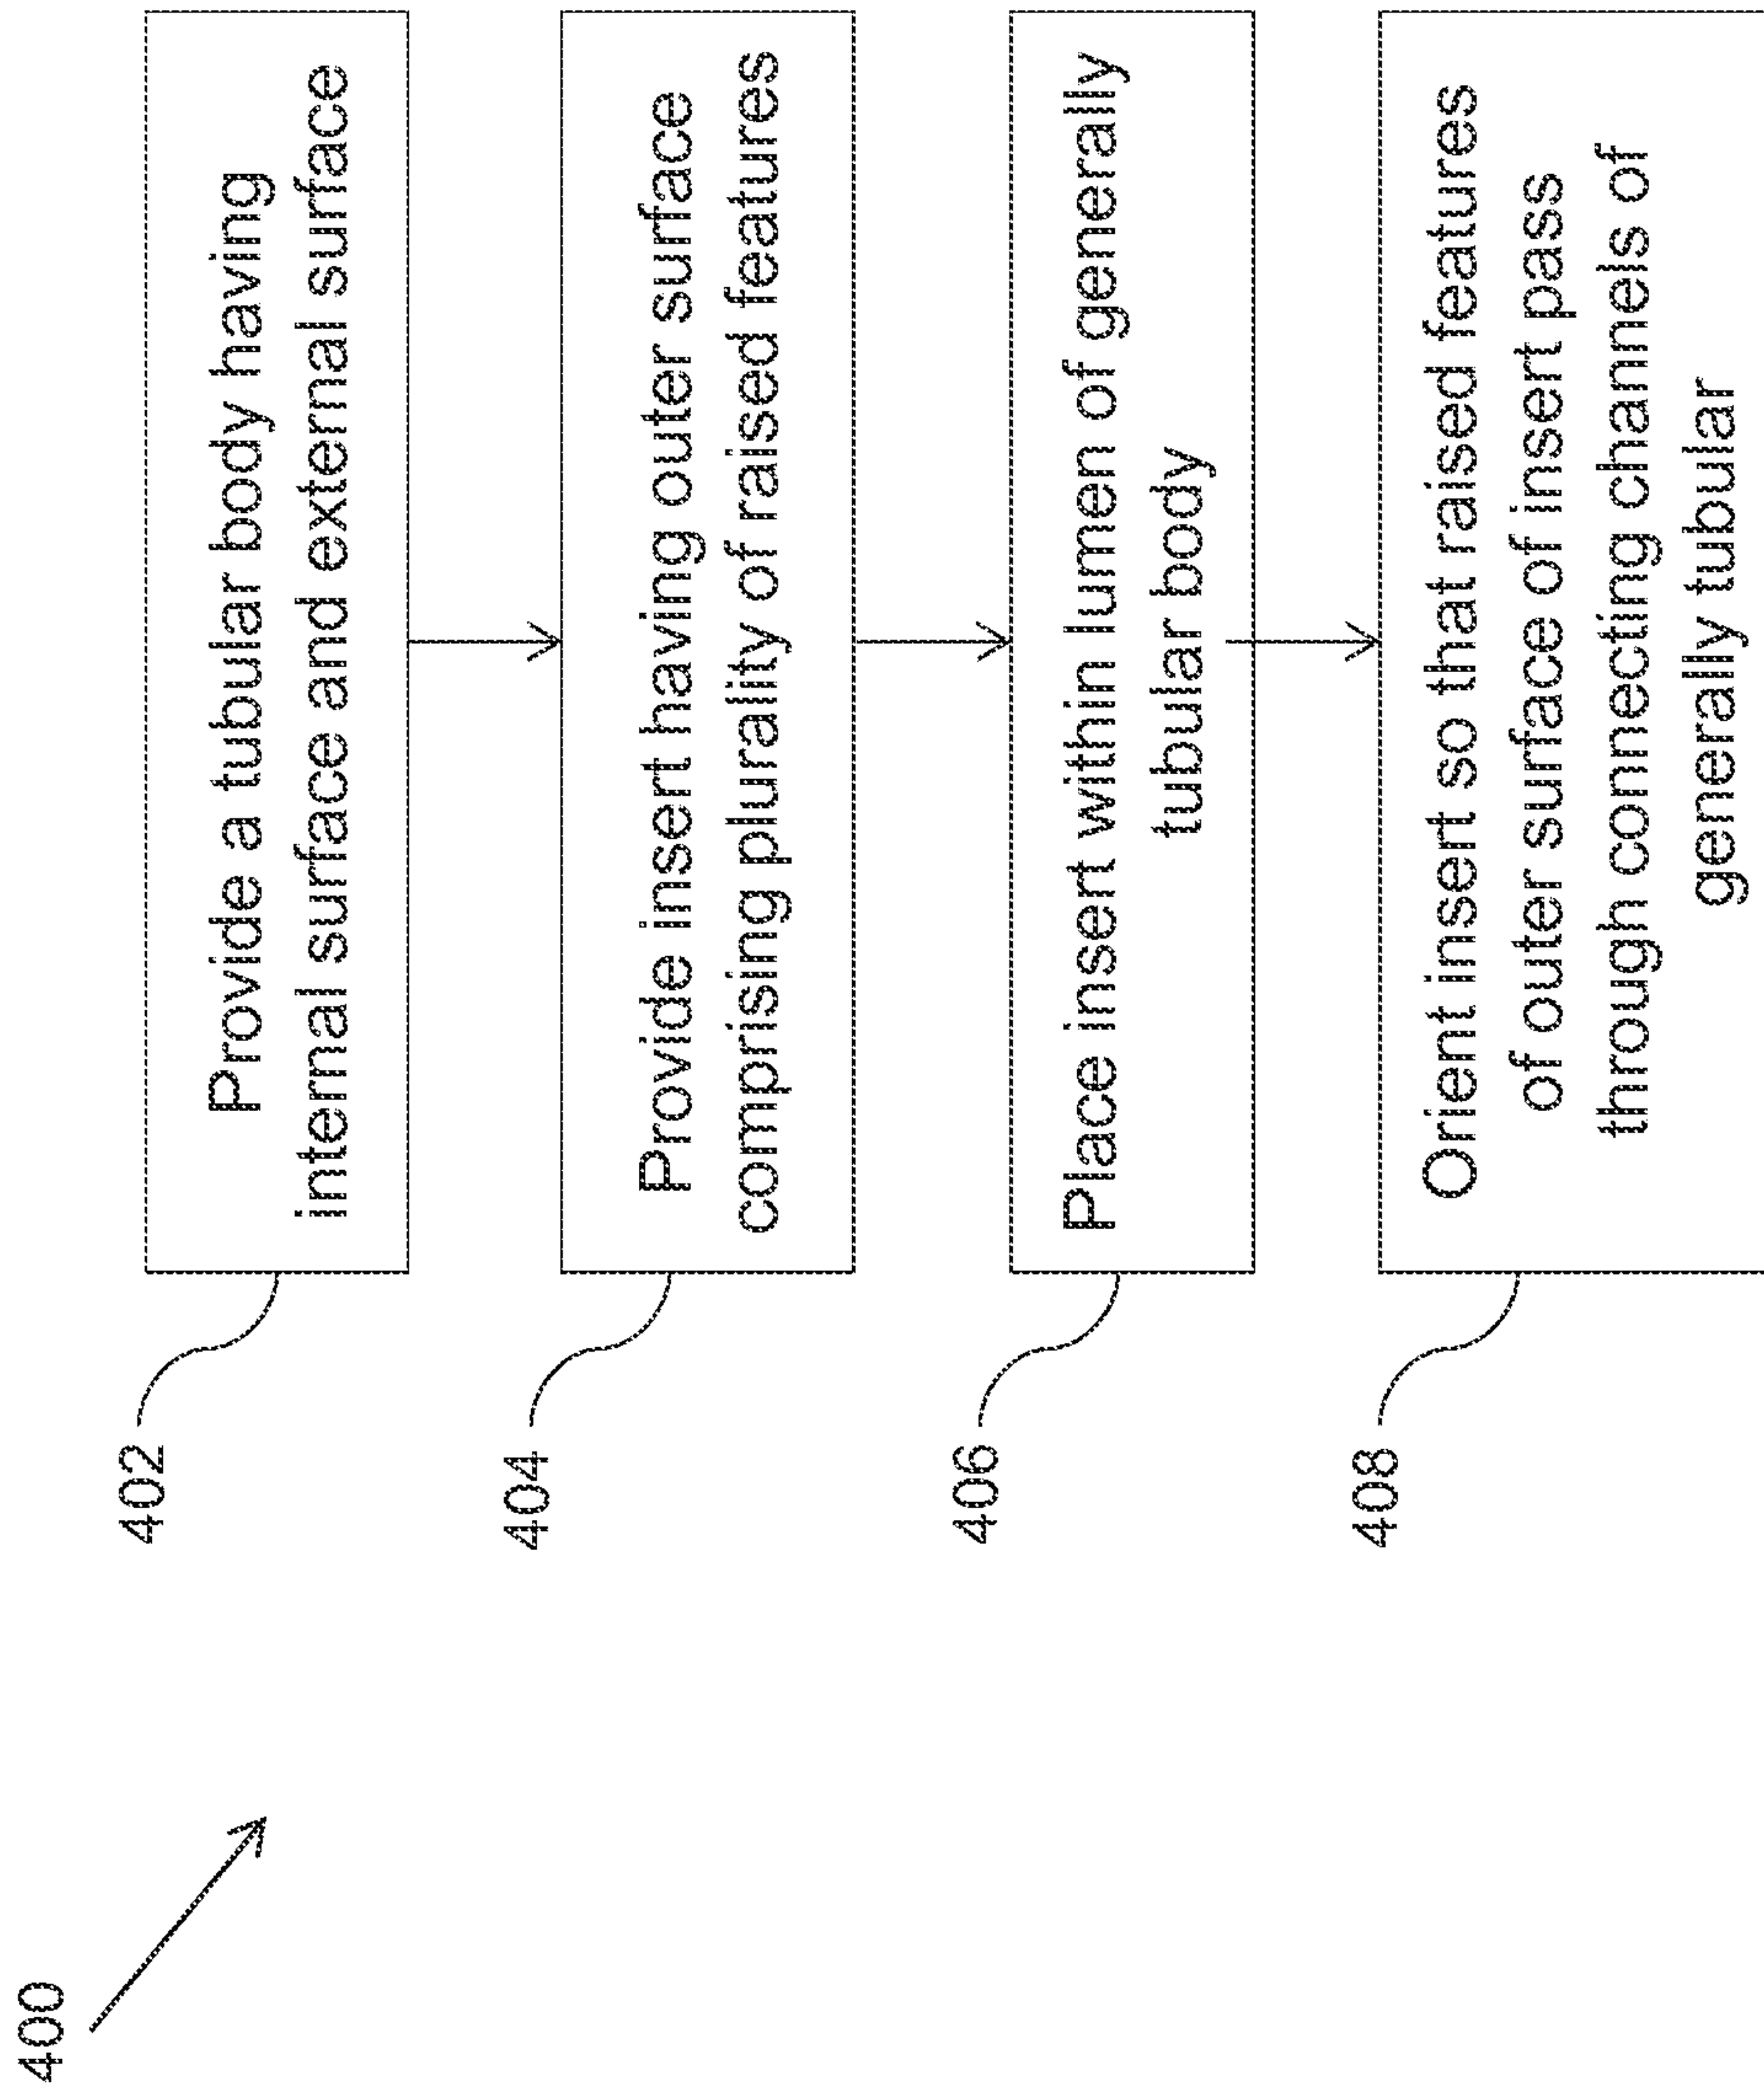 400
402
Provide a tubular body having
internal surface and external surface
404
Provide insert having outer surface
comprising plurality of raised features
406
Place insert within lumen of generally
tubular body
408
Orient insert so that raised features
of outer surface of insert pass
through connecting channels of
generally tubular